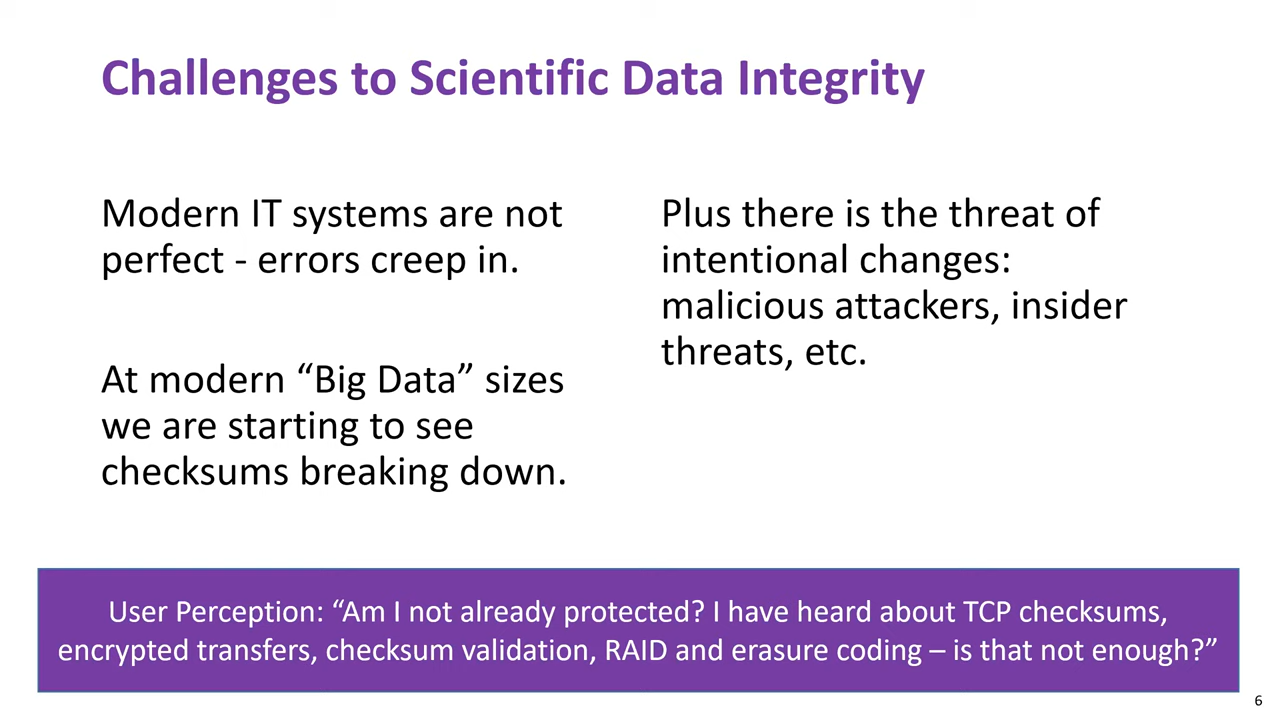 Challenges to Scientific Data Integrity
Modern IT systems are not
perfect - errors creep in.
At modern “Big Data” sizes
we are starting to see
checksums breaking down.
Plus there is the threat of
intentional changes:
malicious attackers, insider
threats, etc.
User Perception: “Am I not already protected? I have heard about TCP checksums,
encrypted transfers, checksum validation, RAID and erasure coding – is that not enough?”
6